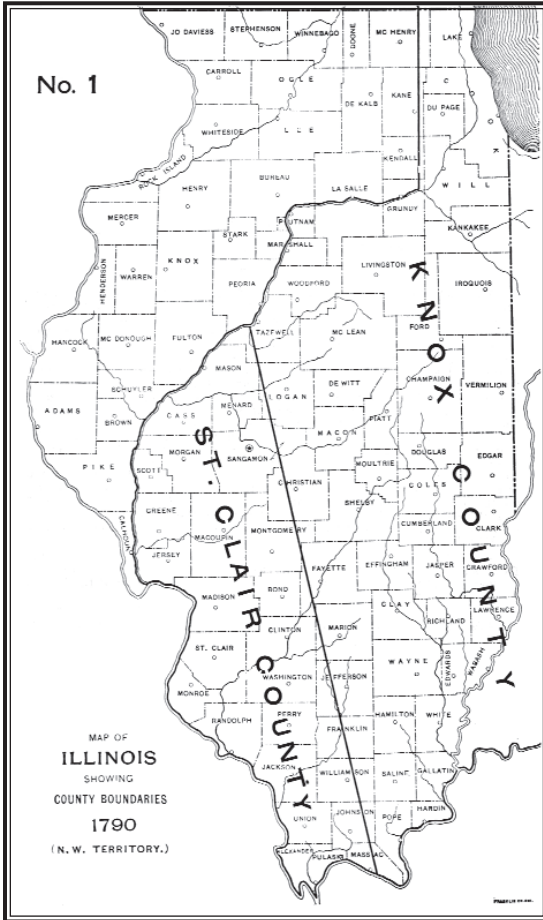 No. 1
JO DAVIESS
STEPHENSON
WINNEBAGO
BOONE
MC HENRY
LAKE
CARROLL
OGLE
DE KALB
KANE
COOK
DU PAGE
WHITESIDE
LEE
KENDALL
WILL
ROCK ISLAND
HENRY
BUREAU
LA SALLE
GRUNDY
KANKAKEE
MERCER
STARK
PUTNAM
MARSHALL
LIVINGSTON
IROQUOIS
HENDERSON
WARREN
KNOX
PEORIA
WOODFORD
FORD
HANCOCK
MC DONOUGH
FULTON
TAZEWELL
MC LEAN
MASON
SCHUYLER
LOGAN
DE WITT
CHAMPAIGN
VERMILION
ADAMS
BROWN
CASS
MENARD
PIATT
MACON
PIKE
SCOTT
MORGAN
SANGAMON
CHRISTIAN
MOULTRIE
DOUGLAS
COLES
EDGAR
SHELBY
CALHOUN
GREENE
MACOUPIN
MONTGOMERY
CUMBERLAND
CLARK
JERSEY
FAYETTE
EFFINGHAM
JASPER
CRAWFORD
MADISON
BOND
CLAY
RICHLAND
LAWRENCE
ST. CLAIR
CLINTON
MARION
WAYNE
EDWARDS
WABASH
MONROE
WASHINGTON
JEFFERSON
RANDOLPH
PERRY
FRANKLIN
HAMILTON
WHITE
JACKSON
WILLIAMSON
SALINE
GALLATIN
UNION
JOHNSON
POPE
HARDIN
ALEXANDER
PULASKI
MASSAC
KNOX COUNTY
ST. CLAIR COUNTY
MAP OF
ILLINOIS
SHOWING
COUNTY BOUNDARIES
1790
(N.W. TERRITORY.)